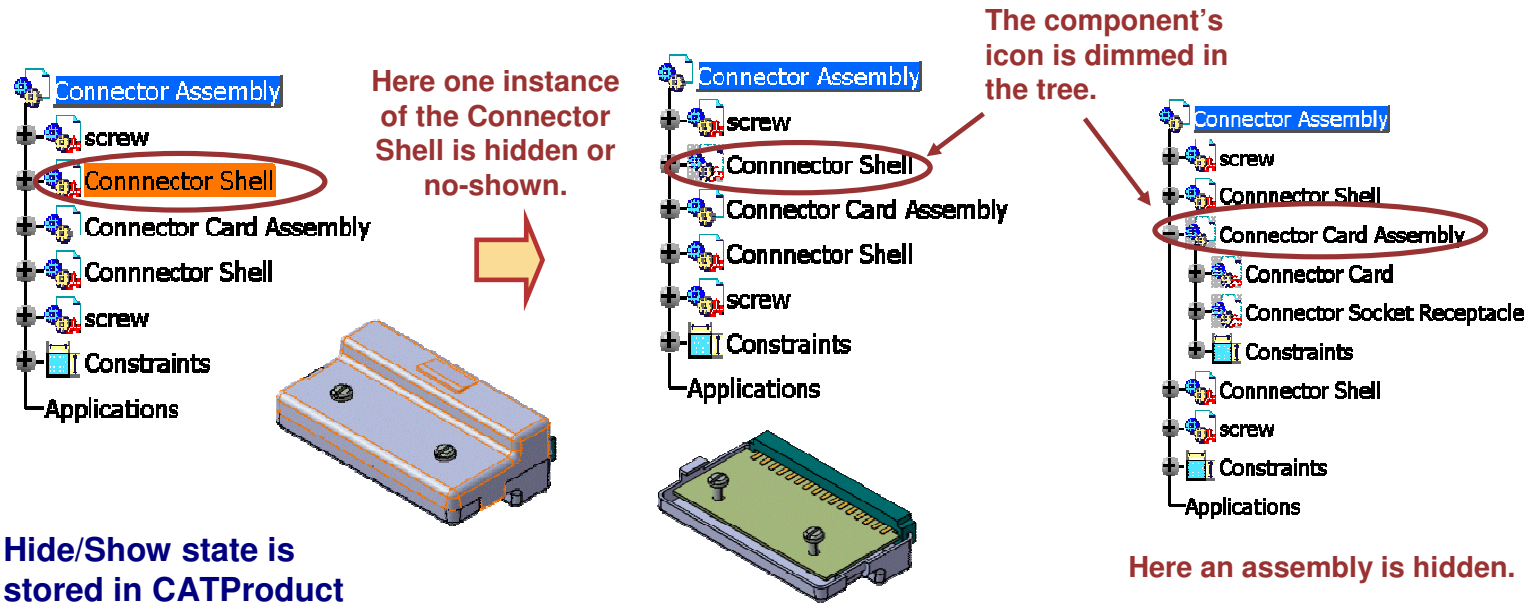 The component's
icon is dimmed in
the tree.
Here one instance
of the Connector
Shell is hidden or
no-shown.
Connector Assembly
screw
Connnector Shell
Connector Card Assembly
Connnector Shell
screw
Constraints
Applications
Connector Assembly
screw
Connnector Shell
Connector Card Assembly
Connnector Shell
screw
Constraints
Applications
Connector Assembly
screw
Connnector Shell
Connector Card Assembly
Connector Card
Connector Socket Receptacle
Constraints
Connnector Shell
screw
Constraints
Applications
Hide/Show state is
stored in CATProduct
Here an assembly is hidden.